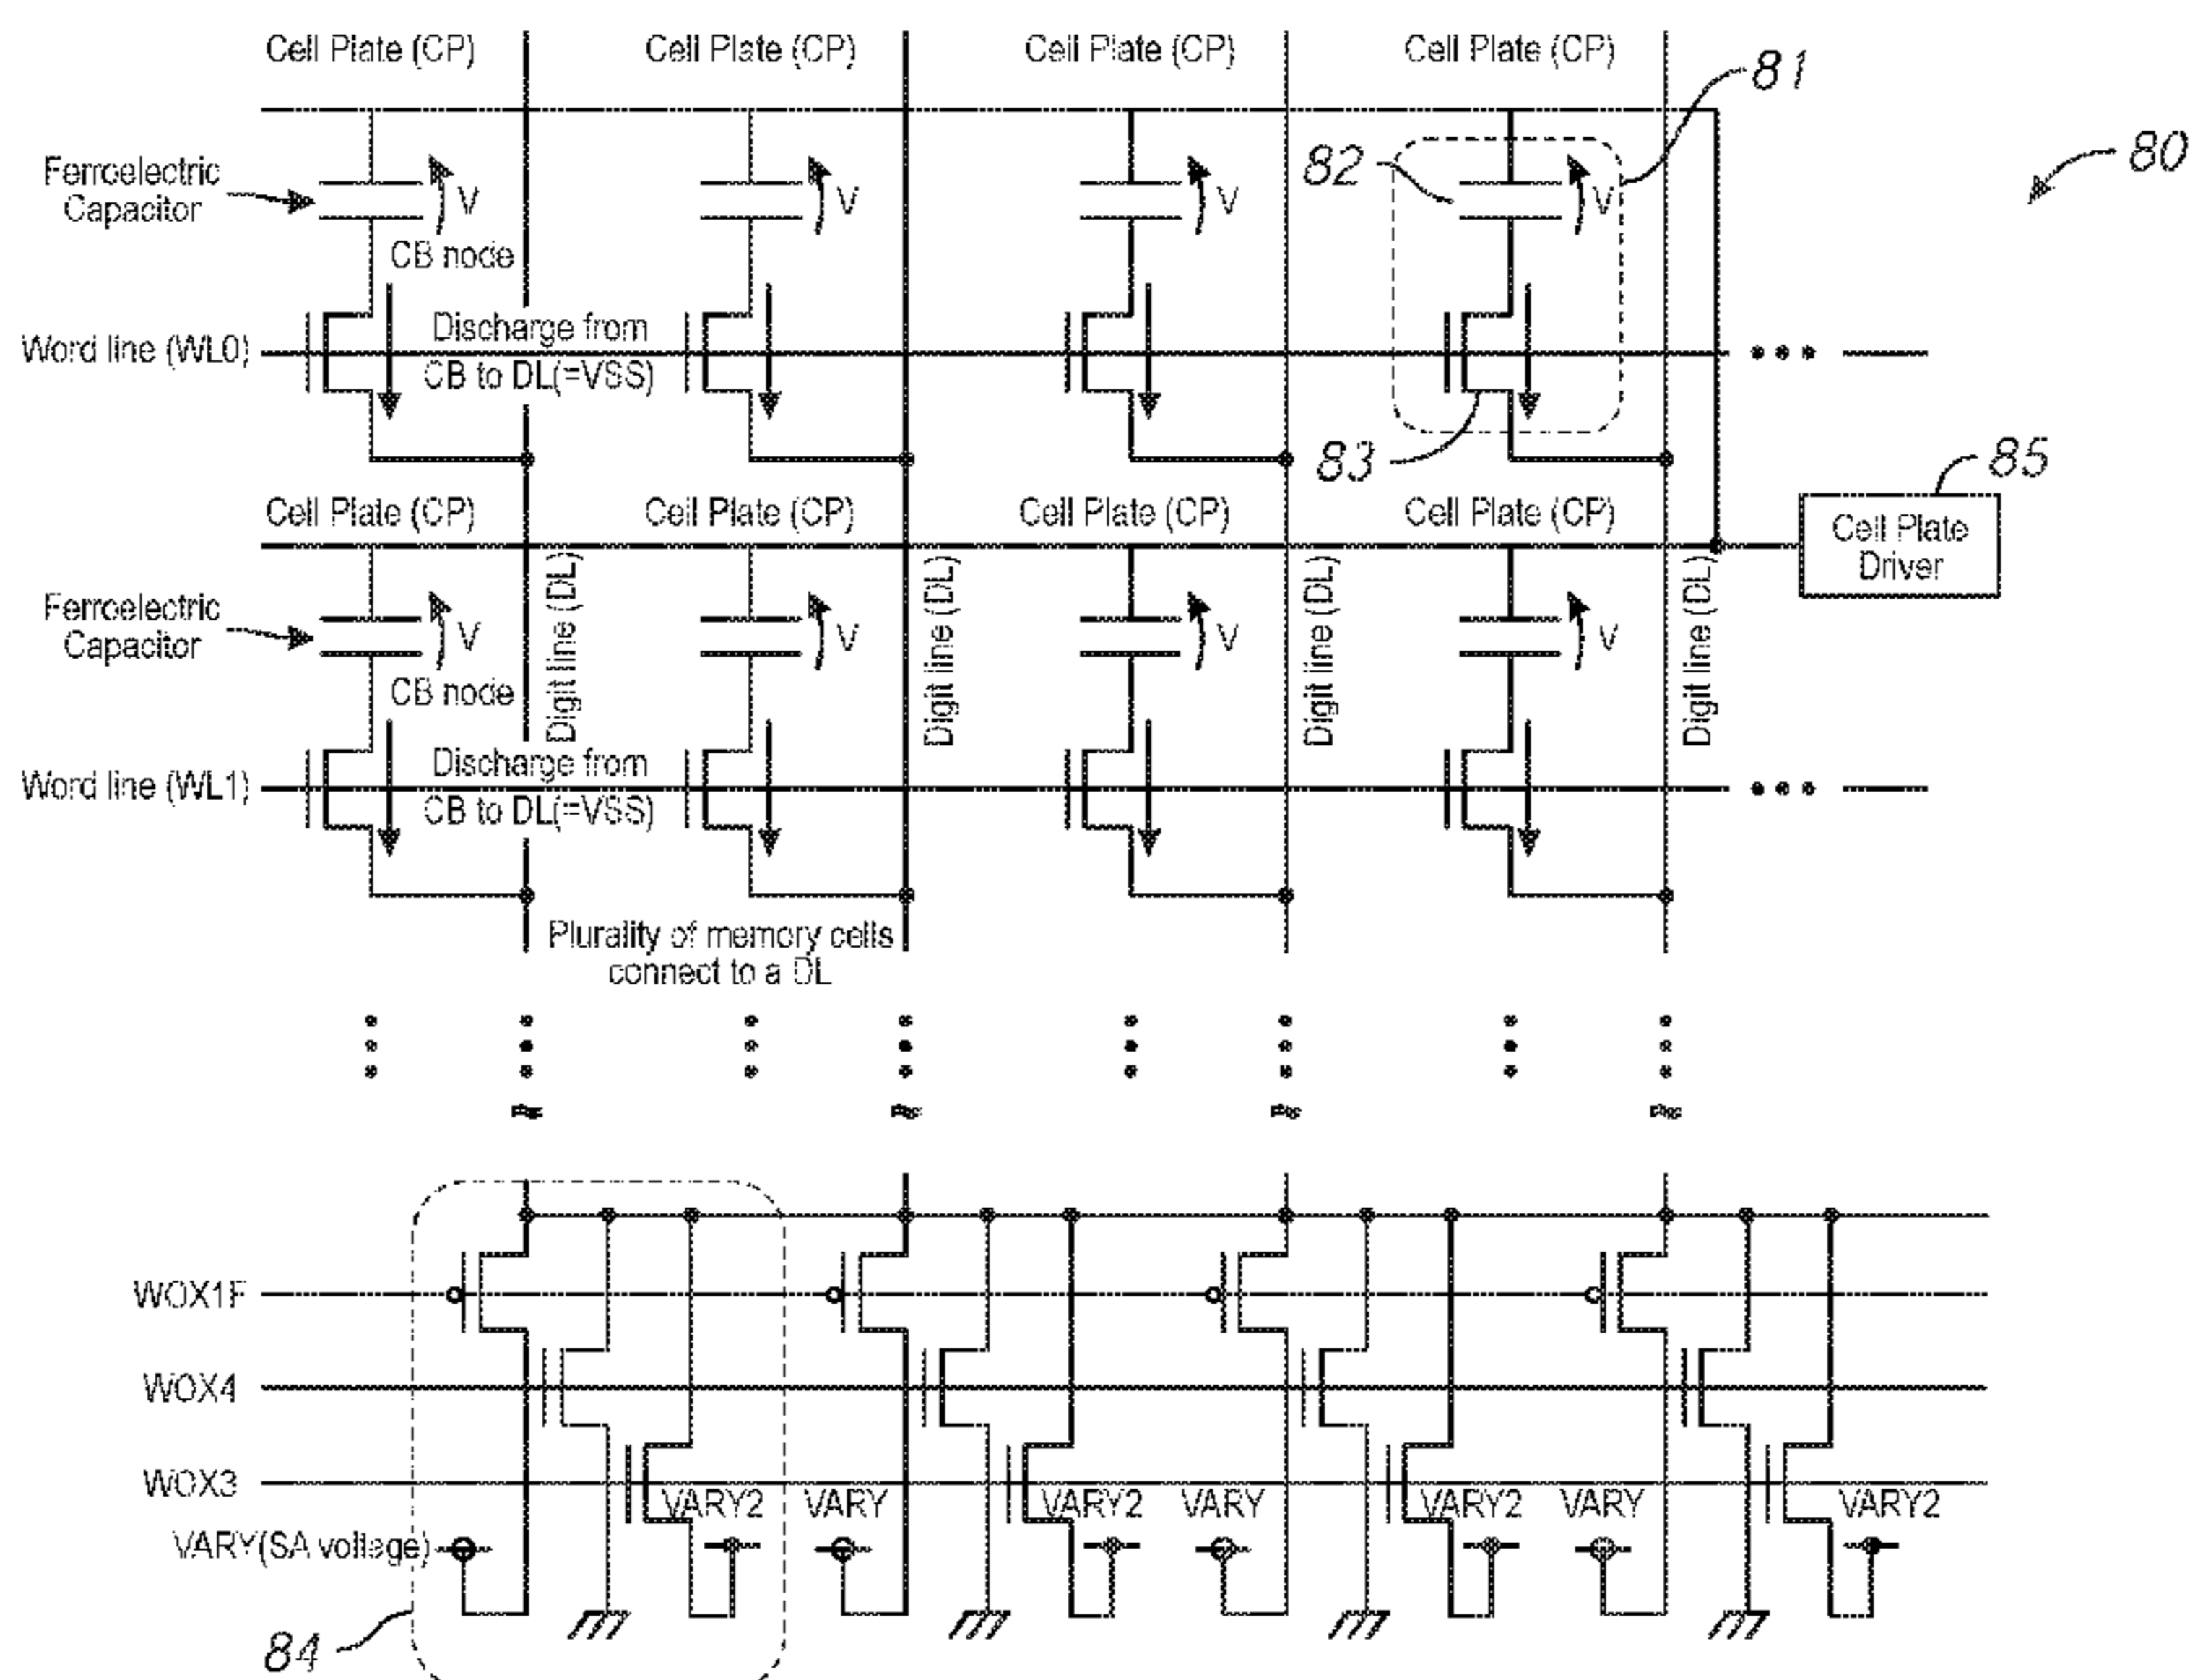 Cell Plate (CP) Cell Plate (CP) Cell Plate (CP) Cell Plate (CP)
81
80
82
Ferroelectric
Capacitor
V V V V
CB node
Word line (WL0)
Discharge from
CB to DL(=VSS)
83
85
Cell Plate (CP) Cell Plate (CP) Cell Plate (CP) Cell Plate (CP)
Cell Plate
Driver
Digit line (DL) Digit line (DL) Digit line (DL) Digit line (DL)
Ferroelectric
Capacitor
V V V V
CB node
Word line (WL1)
Discharge from
CB to DL(=VSS)
Plurality of memory cells
connect to a DL
WOX1F
WOX4
WOX3
VARY2 VARY VARY2 VARY VARY2 VARY VARY2
VARY(SA voltage)
84